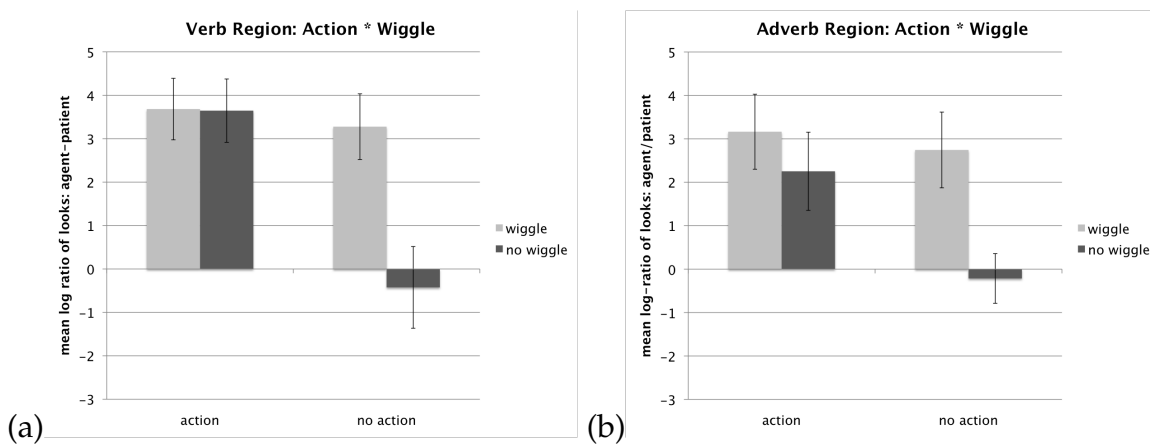 Verb Region: Action * Wiggle
mean log ratio of looks: agent-patient
5
4
3
2
1
0
-1
-2
-3
action
no action
wiggle
no wiggle
(a)
Adverb Region: Action * Wiggle
mean log-ratio of looks: agent/patient
5
4
3
2
1
0
-1
-2
-3
action
no action
wiggle
no wiggle
(b)